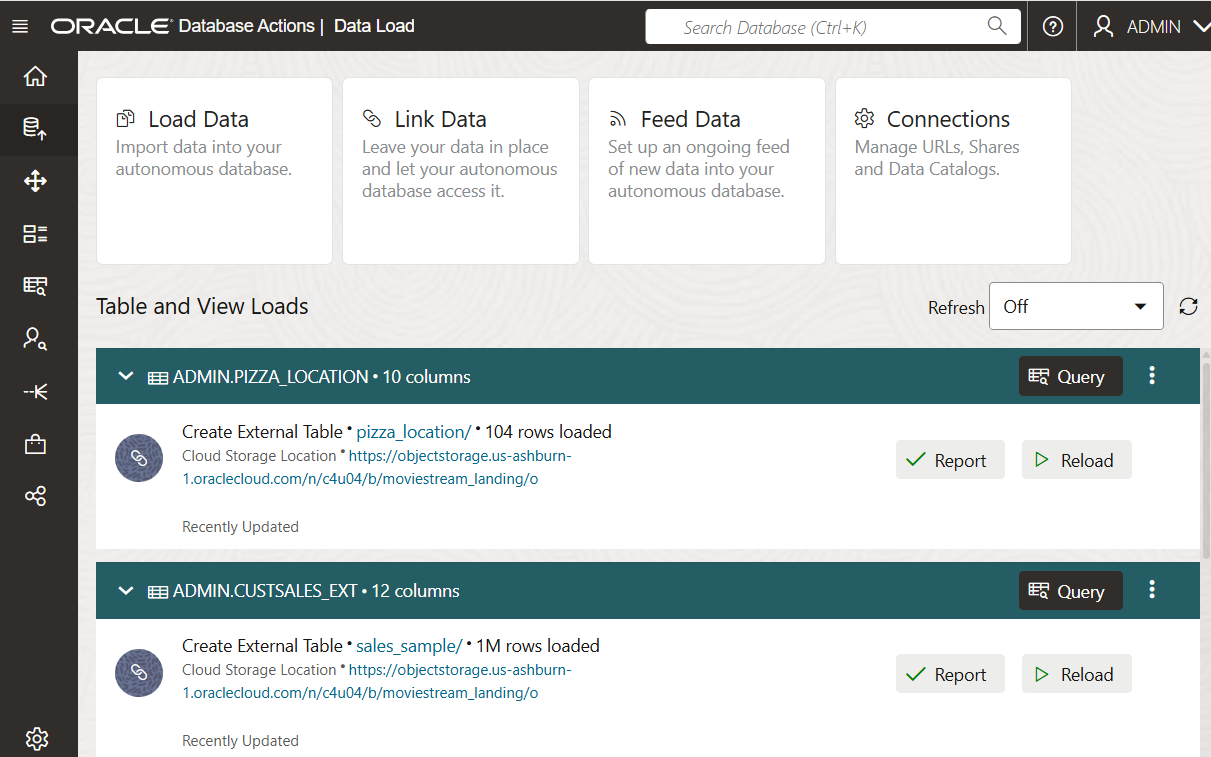 ORACLE Database Actions | Data Load
Search Database (Ctrl+K)
ADMIN
Load Data
Import data into your
autonomous database.
Link Data
Leave your data in place
and let your autonomous
database access it.
Feed Data
Set up an ongoing feed
of new data into your
autonomous database.
Connections
Manage URLs, Shares
and Data Catalogs.
Table and View Loads
Refresh Off
ADMIN.PIZZA_LOCATION • 10 columns
Query
Create External Table • pizza_location/ • 104 rows loaded
Cloud Storage Location • https://objectstorage.us-ashburn-
1.oraclecloud.com/n/c4u04/b/moviestream_landing/o
Report
Reload
Recently Updated
ADMIN.CUSTSALES_EXT • 12 columns
Query
Create External Table • sales_sample/ • 1M rows loaded
Cloud Storage Location • https://objectstorage.us-ashburn-
1.oraclecloud.com/n/c4u04/b/moviestream_landing/o
Report
Reload
Recently Updated